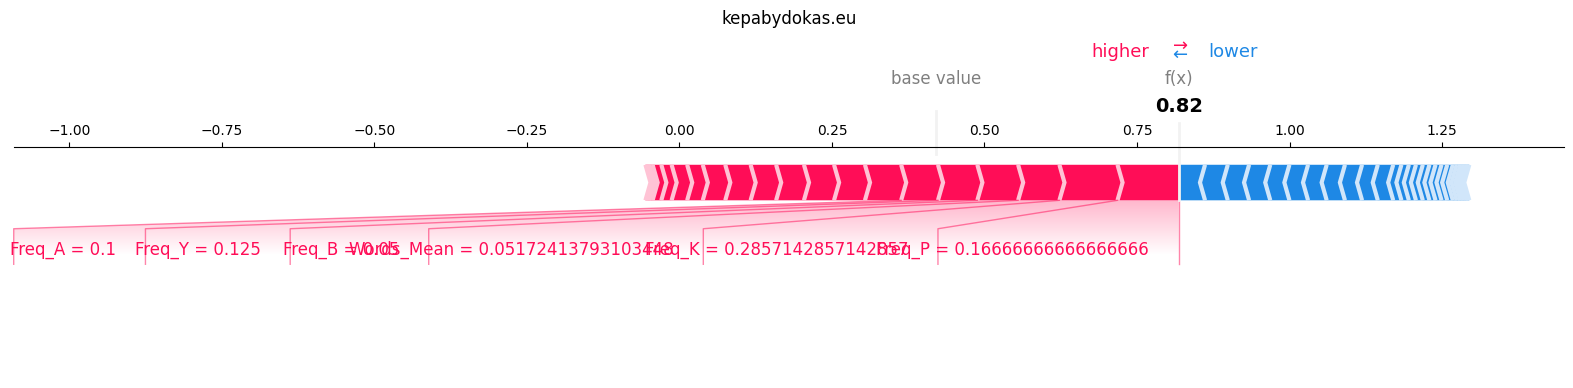 kepabydokas.eu
higher ⇄ lower
base value f(x)
0.82
−1.00 −0.75 −0.50 −0.25 0.00 0.25 0.50 0.75 1.00 1.25
Freq_A = 0.1 Freq_Y = 0.125 Freq_B = 0.05 Words_Mean = 0.05172413793103448 Freq_K = 0.2857142857142857 Freq_P = 0.16666666666666666